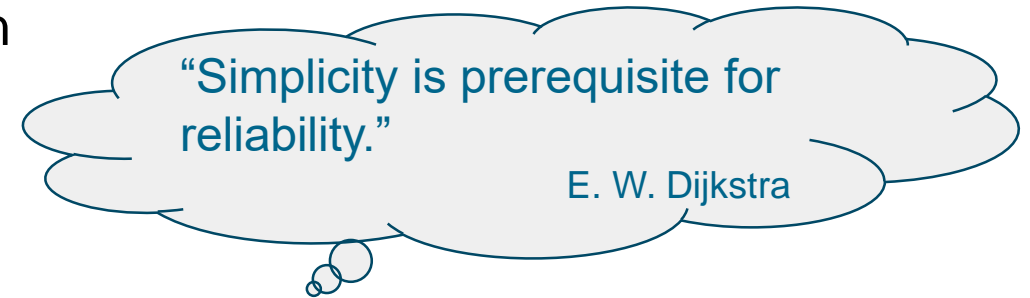 n
“Simplicity is prerequisite for
reliability.”
E. W. Dijkstra